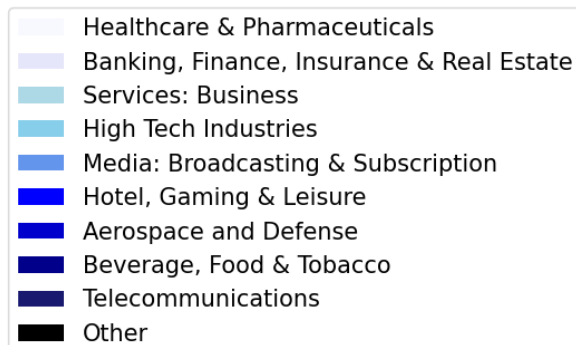 Healthcare & Pharmaceuticals
Banking, Finance, Insurance & Real Estate
Services: Business
High Tech Industries
Media: Broadcasting & Subscription
Hotel, Gaming & Leisure
Aerospace and Defense
Beverage, Food & Tobacco
Telecommunications
Other